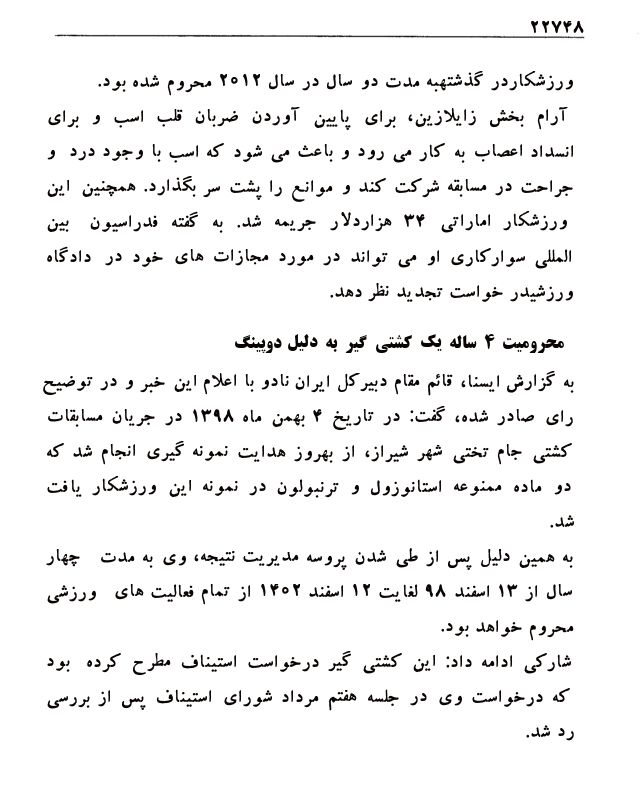 ۲۲۷۴۸
ورزشکاردر گذشتهبه مدت دو سال در سال ۲۰۱۲ محروم شده بود.
آرام بخش زایلازین، برای پایین آوردن ضربان قلب اسب و برای
انسداد اعصاب به کار می رود و باعث می شود که اسب با وجود درد و
جراحت در مسابقه شرکت کند و موانع را پشت سر بگذارد. همچنین این
ورزشکار اماراتی ۳۴ هزاردلار جریمه شد. به گفته فدراسیون بین
المللی سوارکاری او می تواند در مورد مجازات های خود در دادگاه
ورزشیدر خواست تجدید نظر دهد.
محرومیت ۴ ساله یک کشتی گیر به دلیل دوپینگ
به گزارش ایسنا، قائم مقام دبیرکل ایران نادو با اعلام این خبر و در توضیح
رای صادر شده، گفت: در تاریخ ۴ بهمن ماه ۱۳۹۸ در جریان مسابقات
کشتی جام تختی شهر شیراز، از بهروز هدایت نمونه گیری انجام شد که
دو ماده ممنوعه استانوزول و ترنبولون در نمونه این ورزشکار یافت
شد.
به همین دلیل پس از طی شدن پروسه مدیریت نتیجه، وی به مدت چهار
سال از ۱۳ اسفند ۹۸ لغایت ۱۲ اسفند ۱۴۰۲ از تمام فعالیت های ورزشی
محروم خواهد بود.
شارکی ادامه داد: این کشتی گیر درخواست استیناف مطرح کرده بود
که درخواست وی در جلسه هفتم مرداد شورای استیناف پس از بررسی
رد شد.